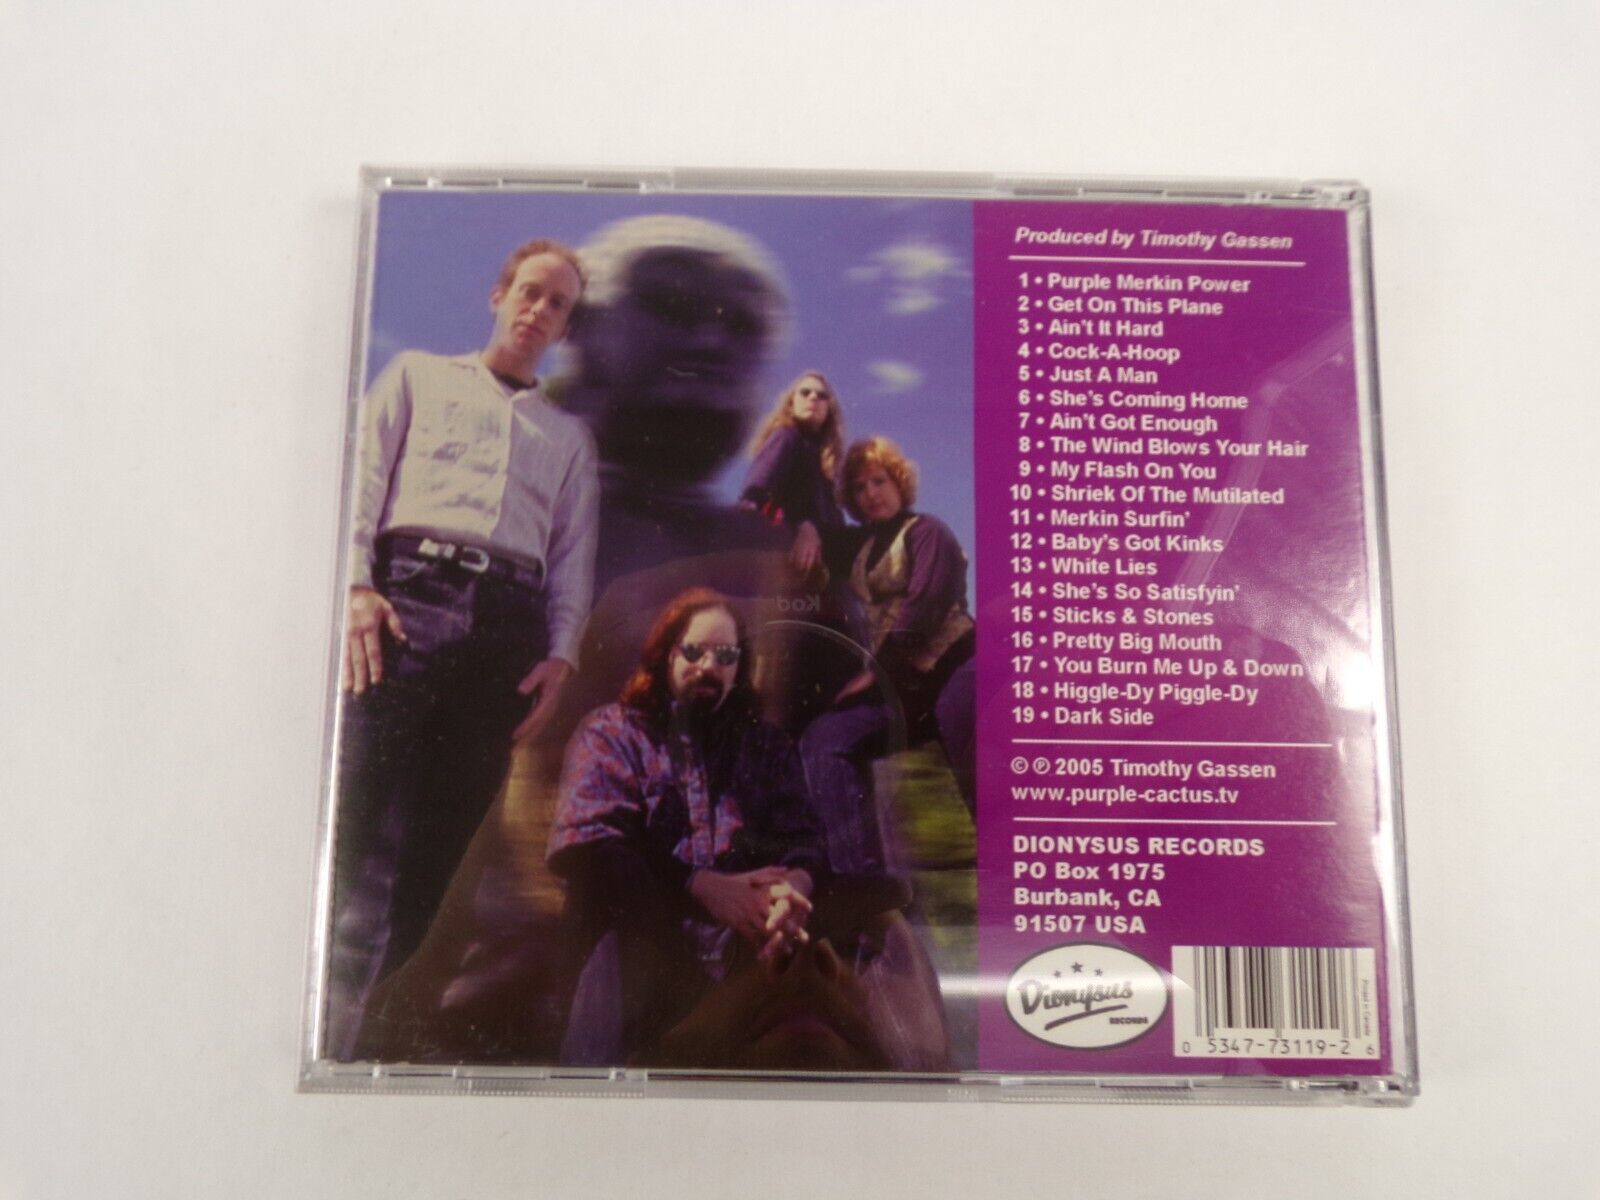 Produced by Timothy Gassen
1 • Purple Merkin Power
2 • Get On This Plane
3 • Ain't It Hard
4 • Cock-A-Hoop
5 • Just A Man
6 • She's Coming Home
7 • Ain't Got Enough
8 • The Wind Blows Your Hair
9 • My Flash On You
10 • Shriek Of The Mutilated
11 • Merkin Surfin'
12 • Baby's Got Kinks
13 • White Lies
14 • She's So Satisfyin'
15 • Sticks & Stones
16 • Pretty Big Mouth
17 • You Burn Me Up & Down
18 • Higgle-Dy Piggle-Dy
19 • Dark Side
© ℗ 2005 Timothy Gassen
www.purple-cactus.tv
DIONYSUS RECORDS
PO Box 1975
Burbank, CA
91507 USA
Dionysus
RECORDS
Printed in Canada
0 53477-73119-2 6